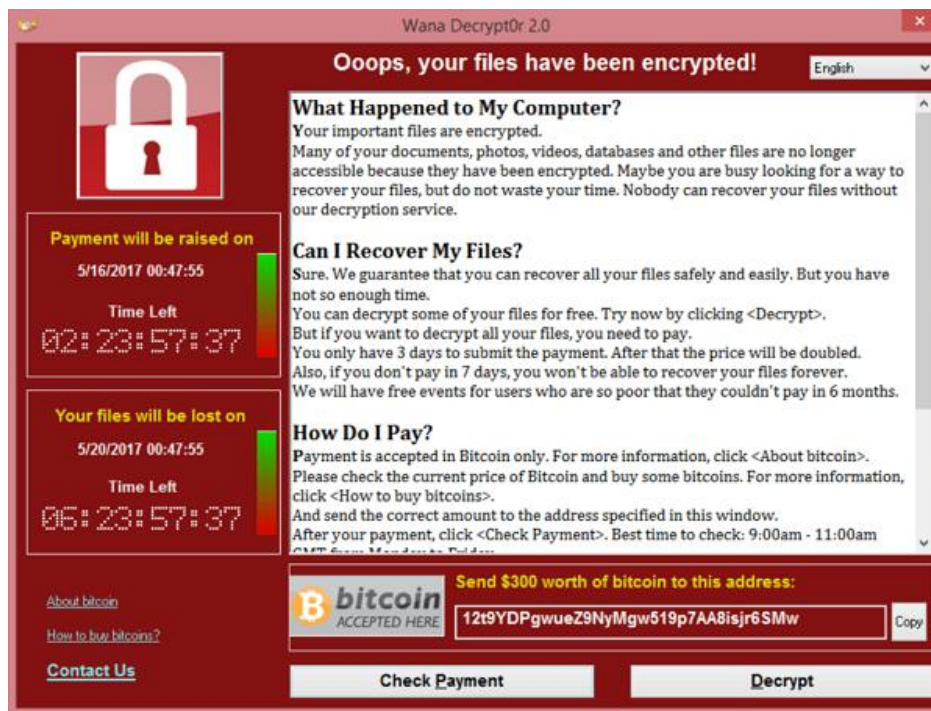 Wana Decrypt0r 2.0
Ooops, your files have been encrypted!
English
Payment will be raised on
5/16/2017 00:47:55
Time Left
02:23:57:37
Your files will be lost on
5/20/2017 00:47:55
Time Left
06:23:57:37
About bitcoin
How to buy bitcoins?
Contact Us
What Happened to My Computer?
Your important files are encrypted.
Many of your documents, photos, videos, databases and other files are no longer
accessible because they have been encrypted. Maybe you are busy looking for a way to
recover your files, but do not waste your time. Nobody can recover your files without
our decryption service.
Can I Recover My Files?
Sure. We guarantee that you can recover all your files safely and easily. But you have
not so enough time.
You can decrypt some of your files for free. Try now by clicking <Decrypt>.
But if you want to decrypt all your files, you need to pay.
You only have 3 days to submit the payment. After that the price will be doubled.
Also, if you don't pay in 7 days, you won't be able to recover your files forever.
We will have free events for users who are so poor that they couldn't pay in 6 months.
How Do I Pay?
Payment is accepted in Bitcoin only. For more information, click <About bitcoin>.
Please check the current price of Bitcoin and buy some bitcoins. For more information,
click <How to buy bitcoins>.
And send the correct amount to the address specified in this window.
After your payment, click <Check Payment>. Best time to check: 9:00am - 11:00am
GMT from Monday to Friday
bitcoin
ACCEPTED HERE
Send $300 worth of bitcoin to this address:
12t9YDPgwueZ9NyMgw519p7AA8isjr6SMw
Copy
Check Payment
Decrypt